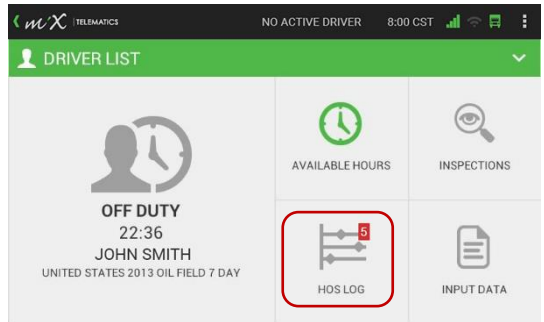 miX TELEMATICS NO ACTIVE DRIVER 8:00 CST
DRIVER LIST
OFF DUTY
22:36
JOHN SMITH
UNITED STATES 2013 OIL FIELD 7 DAY
AVAILABLE HOURS
INSPECTIONS
5
HOS LOG
INPUT DATA